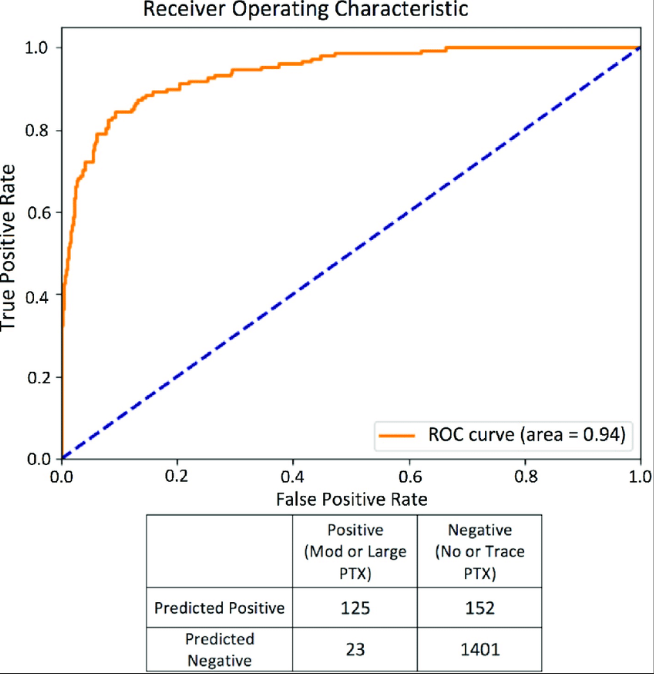 Receiver Operating Characteristic
1.0
0.8
0.6
0.4
0.2
0.0
True Positive Rate
ROC curve (area = 0.94)
0.0 0.2 0.4 0.6 0.8 1.0
False Positive Rate
Positive
(Mod or Large
PTX)
Negative
(No or Trace
PTX)
Predicted Positive 125 152
Predicted
Negative
23 1401